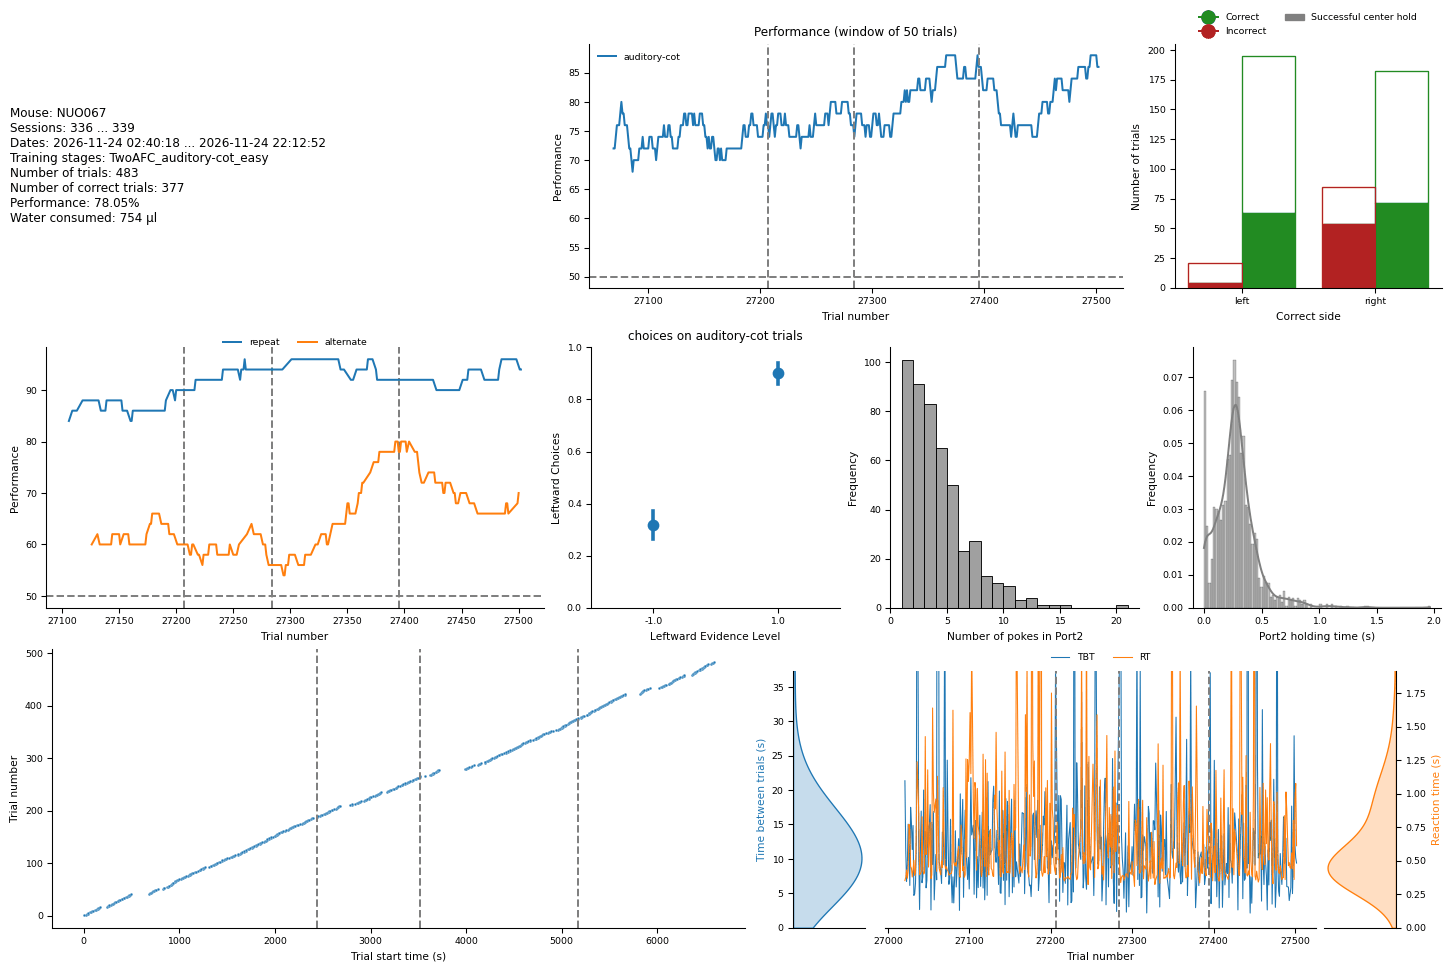 Mouse: NUO067
Sessions: 336 ... 339
Dates: 2026-11-24 02:40:18 ... 2026-11-24 22:12:52
Training stages: TwoAFC_auditory-cot_easy
Number of trials: 483
Number of correct trials: 377
Performance: 78.05%
Water consumed: 754 µl
Performance (window of 50 trials)
auditory-cot
Performance
85
80
75
70
65
60
55
50
27100 27200 27300 27400 27500
Trial number
Correct
Incorrect
Successful center hold
Number of trials
200
175
150
125
100
75
50
25
0
left right
Correct side
repeat alternate
Performance
90
80
70
60
50
27100 27150 27200 27250 27300 27350 27400 27450 27500
Trial number
choices on auditory-cot trials
Leftward Choices
1.0
0.8
0.6
0.4
0.2
0.0
-1.0 1.0
Leftward Evidence Level
Frequency
100
80
60
40
20
0
0 5 10 15 20
Number of pokes in Port2
Frequency
0.07
0.06
0.05
0.04
0.03
0.02
0.01
0.00
0.0 0.5 1.0 1.5 2.0
Port2 holding time (s)
Trial number
500
400
300
200
100
0
0 1000 2000 3000 4000 5000 6000
Trial start time (s)
TBT RT
Time between trials (s)
35
30
25
20
15
10
5
0
27000 27100 27200 27300 27400 27500
Trial number
1.75
1.50
1.25
1.00
0.75
0.50
0.25
0.00
Reaction time (s)